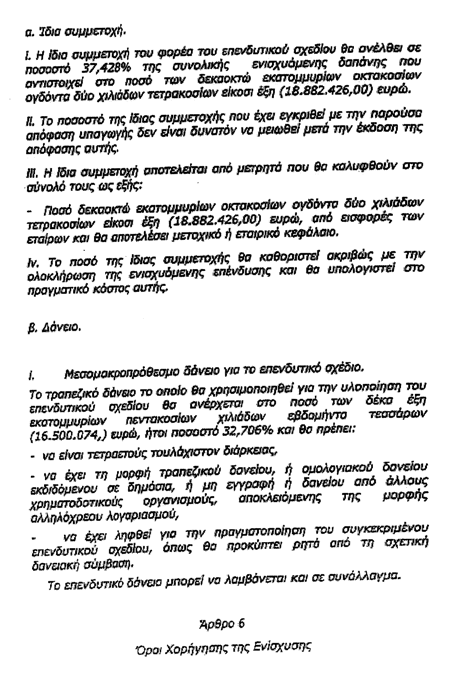 α. Ίδια συμμετοχή.
i. Η ίδια συμμετοχή του φορέα του επενδυτικού σχεδίου θα ανέλθει σε
ποσοστό 37,428% της συνολικής ενισχυόμενης δαπάνης που
αντιστοιχεί στο ποσό των δεκαοκτώ εκατομμυρίων οκτακοσίων
ογδόντα δύο χιλιάδων τετρακοσίων είκοσι έξη (18.882.426,00) ευρώ.
ii. Το ποσοστό της ίδιας συμμετοχής που έχει εγκριθεί με την παρούσα
απόφαση υπαγωγής δεν είναι δυνατόν να μειωθεί μετά την έκδοση της
απόφασης αυτής.
iii. Η ίδια συμμετοχή αποτελείται από μετρητά που θα καλυφθούν στο
σύνολό τους ως εξής:
- Ποσό δεκαοκτώ εκατομμυρίων οκτακοσίων ογδόντα δύο χιλιάδων
τετρακοσίων είκοσι έξη (18.882.426,00) ευρώ, από εισφορές των
εταίρων και θα αποτελέσει μετοχικό ή εταιρικό κεφάλαιο.
iv. Το ποσό της ίδιας συμμετοχής θα καθοριστεί ακριβώς με την
ολοκλήρωση της ενισχυόμενης επένδυσης και θα υπολογιστεί στο
πραγματικό κόστος αυτής.
β. Δάνειο.
i. Μεσομακροπρόθεσμο δάνειο για το επενδυτικό σχέδιο.
Το τραπεζικό δάνειο το οποίο θα χρησιμοποιηθεί για την υλοποίηση του
επενδυτικού σχεδίου θα ανέρχεται στο ποσό των δέκα έξη
εκατομμυρίων πεντακοσίων χιλιάδων εβδομήντα τεσσάρων
(16.500.074,) ευρώ, ήτοι ποσοστό 32,706% και θα πρέπει:
- να είναι τετραετούς τουλάχιστον διάρκειας,
- να έχει τη μορφή τραπεζικού δανείου, ή ομολογιακού δανείου
εκδιδόμενου σε δημόσια, ή μη εγγραφή ή δανείου από άλλους
χρηματοδοτικούς οργανισμούς, αποκλειόμενης της μορφής
αλληλόχρεου λογαριασμού,
- να έχει ληφθεί για την πραγματοποίηση του συγκεκριμένου
επενδυτικού σχεδίου, όπως θα προκύπτει ρητά από τη σχετική
δανειακή σύμβαση.
Το επενδυτικό δάνειο μπορεί να λαμβάνεται και σε συνάλλαγμα.
Άρθρο 6
Όροι Χορήγησης της Ενίσχυσης